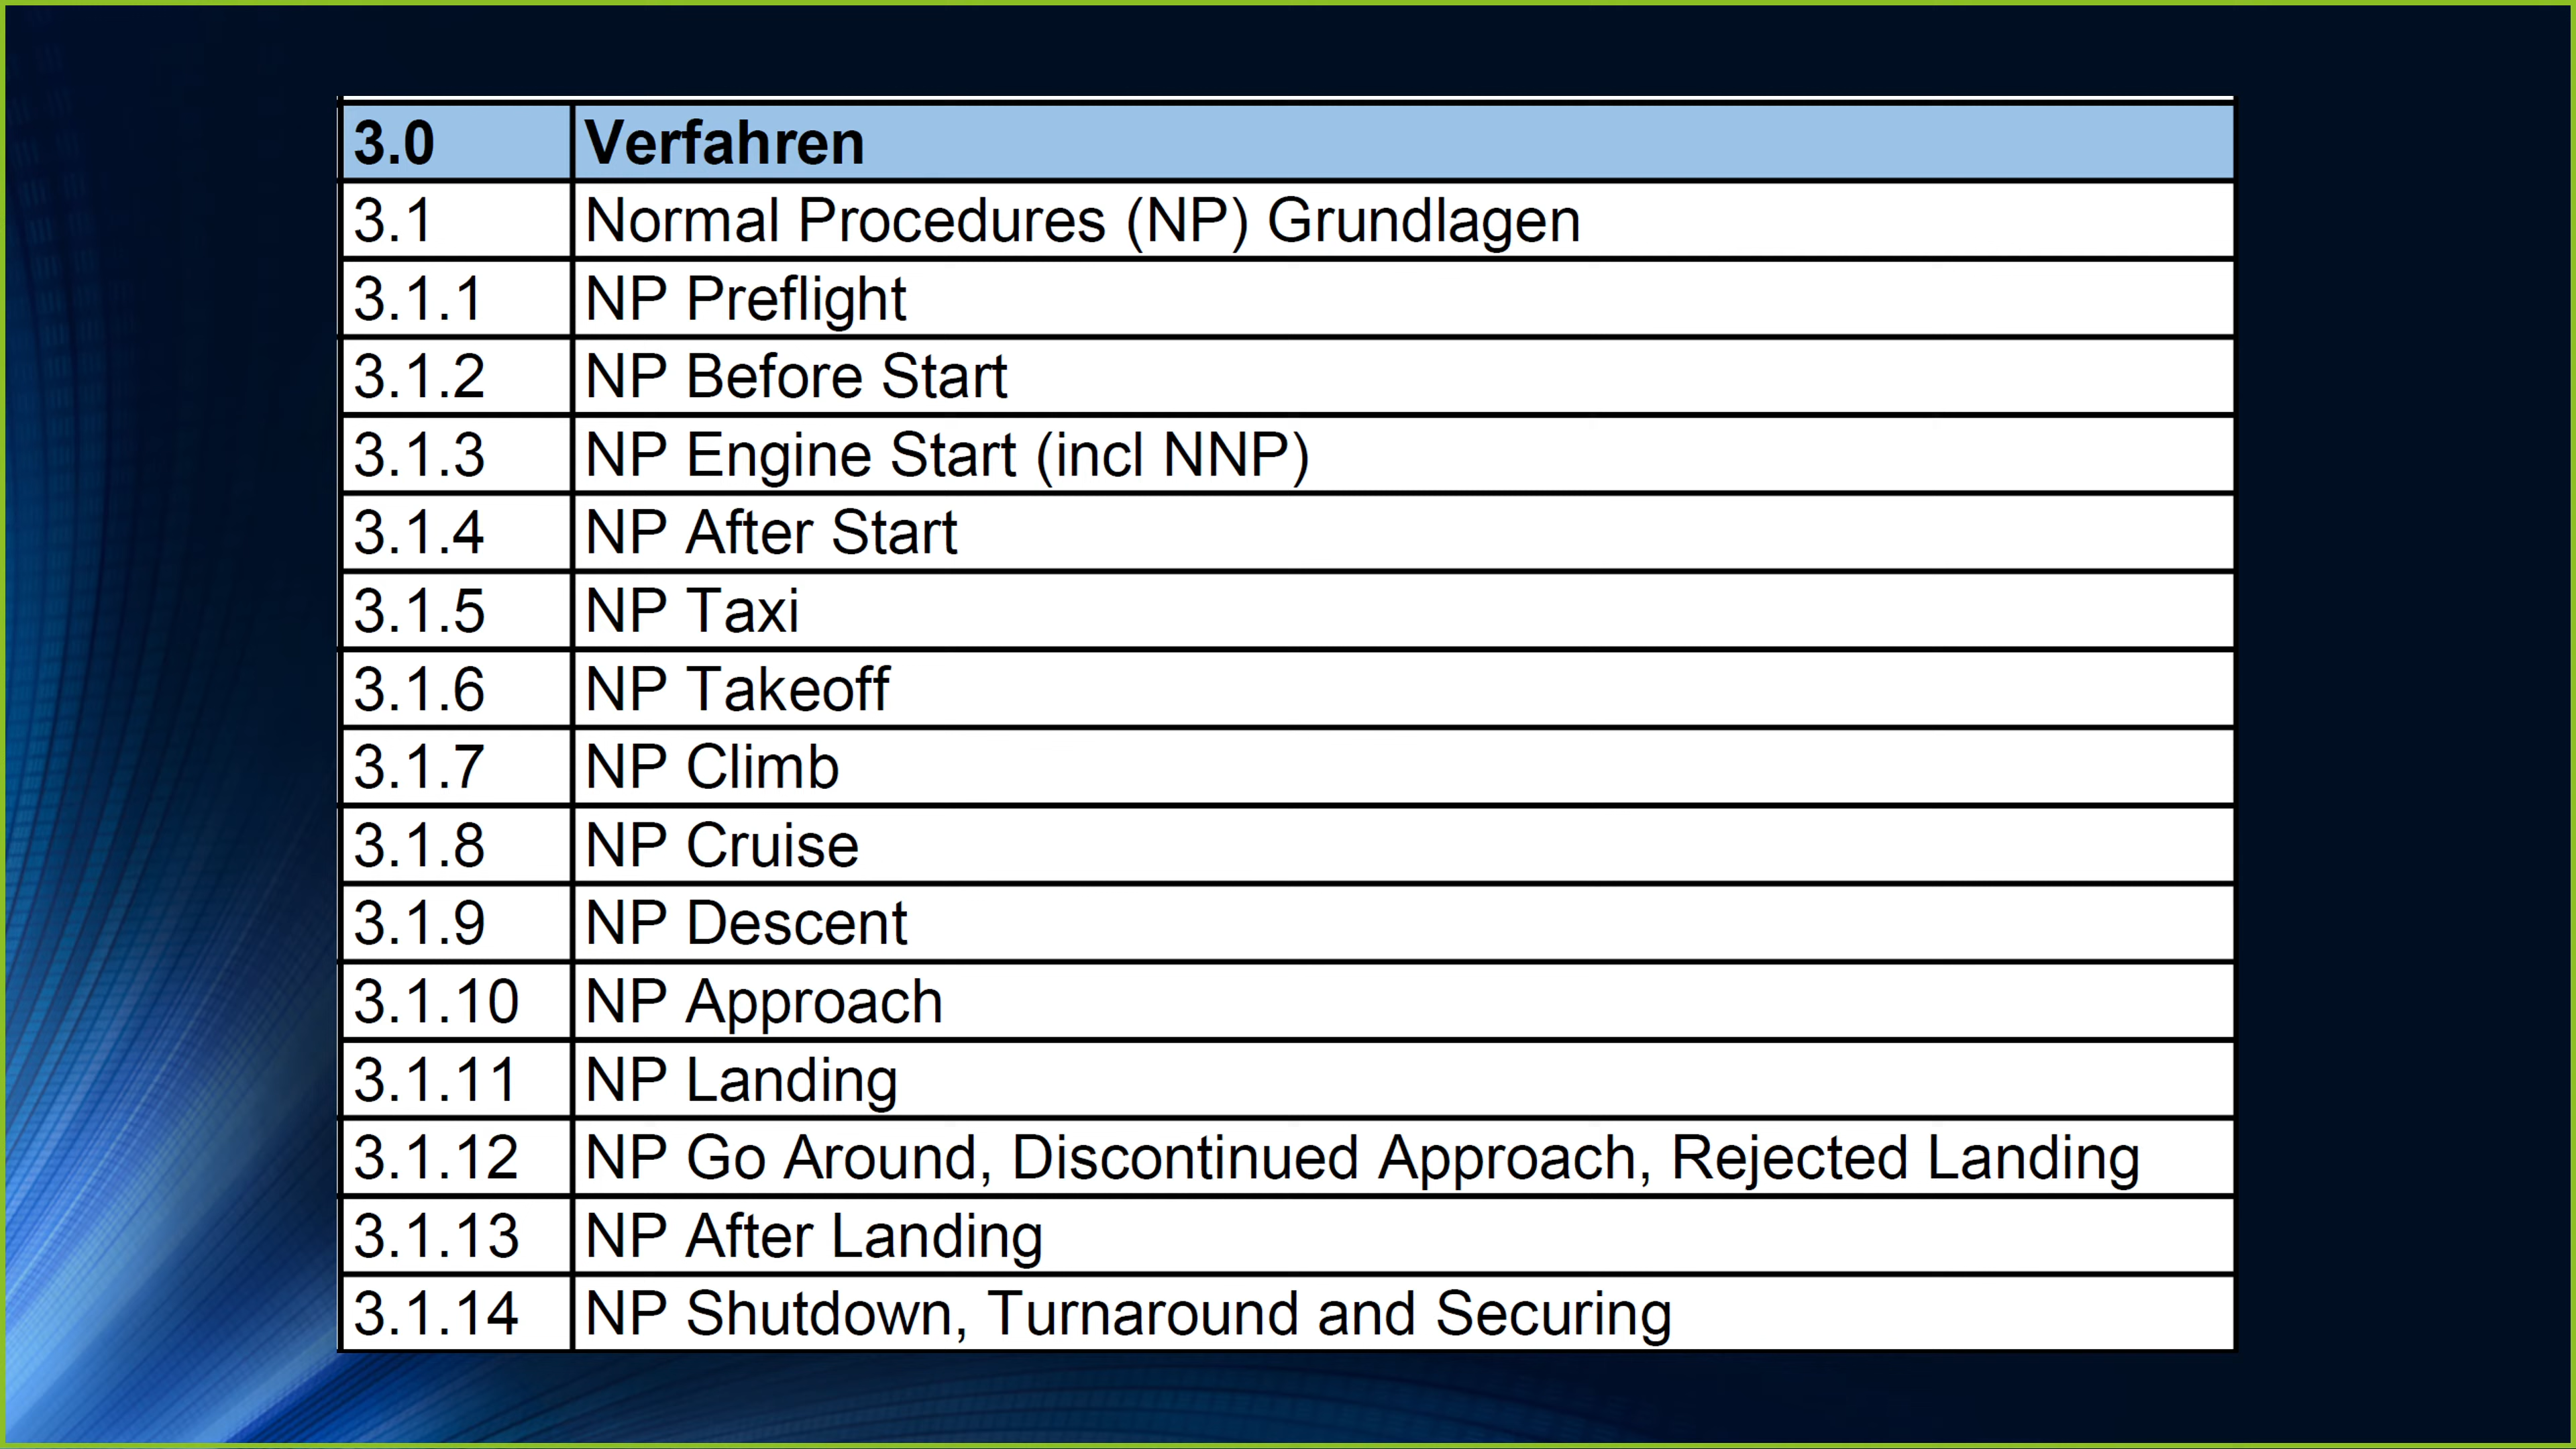 3.0 Verfahren
3.1 Normal Procedures (NP) Grundlagen
3.1.1 NP Preflight
3.1.2 NP Before Start
3.1.3 NP Engine Start (incl NNP)
3.1.4 NP After Start
3.1.5 NP Taxi
3.1.6 NP Takeoff
3.1.7 NP Climb
3.1.8 NP Cruise
3.1.9 NP Descent
3.1.10 NP Approach
3.1.11 NP Landing
3.1.12 NP Go Around, Discontinued Approach, Rejected Landing
3.1.13 NP After Landing
3.1.14 NP Shutdown, Turnaround and Securing